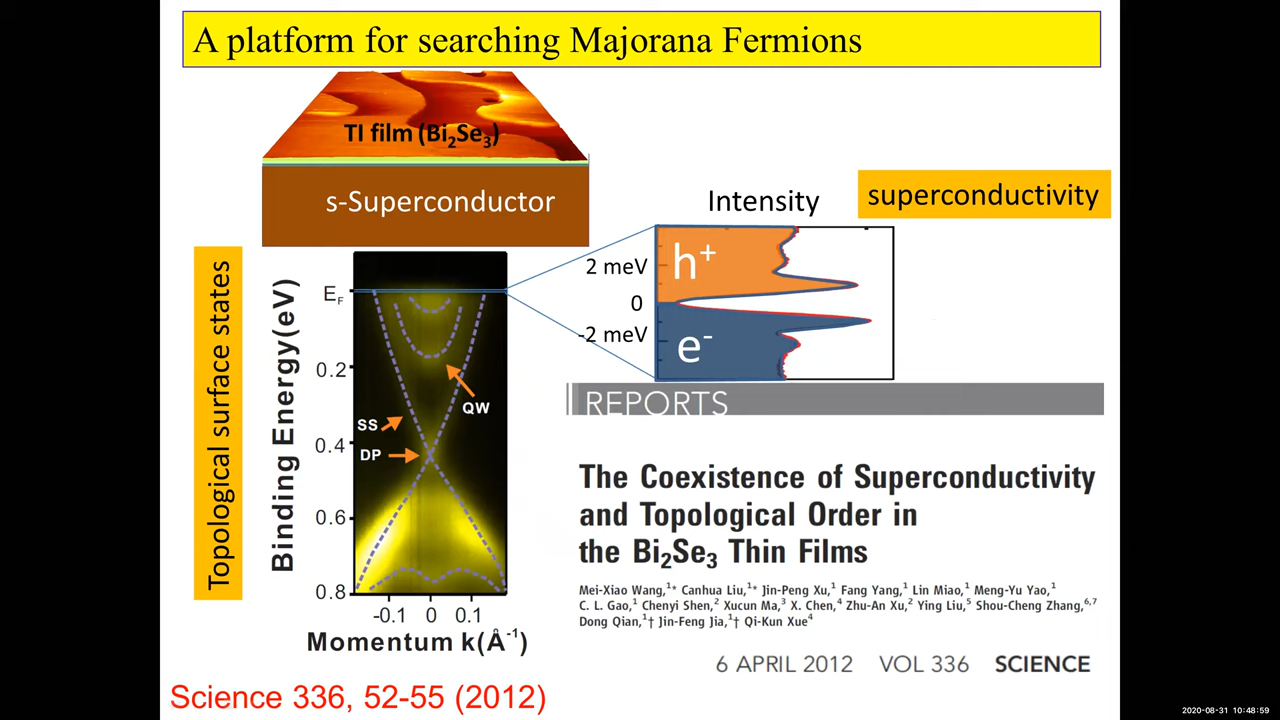 A platform for searching Majorana Fermions
TI film (Bi₂Se₃)
s-Superconductor
Intensity
superconductivity
h⁺
2 meV
0
-2 meV
e⁻
Topological surface states
Binding Energy(eV)
E_F
0.2
0.4
0.6
0.8
QW
SS
DP
-0.1 0 0.1
Momentum k(Å⁻¹)
REPORTS
The Coexistence of Superconductivity
and Topological Order in
the Bi₂Se₃ Thin Films
Mei-Xiao Wang,¹* Canhua Liu,¹* Jin-Peng Xu,¹ Fang Yang,¹ Lin Miao,¹ Meng-Yu Yao,¹
C. L. Gao,¹ Chenyi Shen,² Xucun Ma,³ X. Chen,⁴ Zhu-An Xu,² Ying Liu,⁵ Shou-Cheng Zhang,⁶,⁷
Dong Qian,¹† Jin-Feng Jia,¹† Qi-Kun Xue⁴
6 APRIL 2012 VOL 336 SCIENCE
Science 336, 52-55 (2012)
2020-08-31 10:48:59